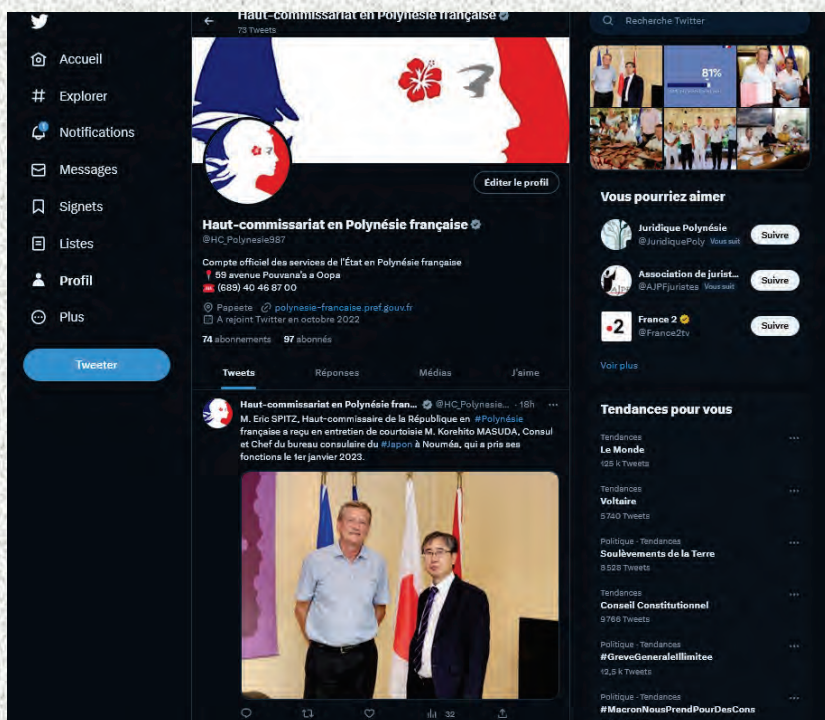 Accueil
Explorer
Notifications
Messages
Signets
Listes
Profil
Plus
Tweeter
Haut-commissariat en Polynésie française
73 Tweets
Éditer le profil
Haut-commissariat en Polynésie française
@HC_Polynesie987
Compte officiel des services de l'État en Polynésie française
59 avenue Pouvana'a a Oopa
(689) 40 46 87 00
Papeete polynesie-francaise.pref.gouv.fr
A rejoint Twitter en octobre 2022
74 abonnements 97 abonnés
Tweets Réponses Médias J'aime
Haut-commissariat en Polynésie fran... @HC_Polynesie... · 18h
M. Eric SPITZ, Haut-commissaire de la République en #Polynésie
française a reçu en entretien de courtoisie M. Korehito MASUDA, Consul
et Chef du bureau consulaire du #Japon à Nouméa, qui a pris ses
fonctions le 1er janvier 2023.
32
Recherche Twitter
81%
Vous pourriez aimer
Juridique Polynésie
@JuridiquePoly Vous suit
Suivre
Association de jurist...
@AJPFjuristes Vous suit
Suivre
France 2
@France2tv
Suivre
Voir plus
Tendances pour vous
Tendances
Le Monde
125 k Tweets
Tendances
Voltaire
5 740 Tweets
Politique · Tendances
Soulèvements de la Terre
8 528 Tweets
Tendances
Conseil Constitutionnel
9 766 Tweets
Politique · Tendances
#GreveGeneraleIllimitee
12,5 k Tweets
Politique · Tendances
#MacronNousPrendPourDesCons